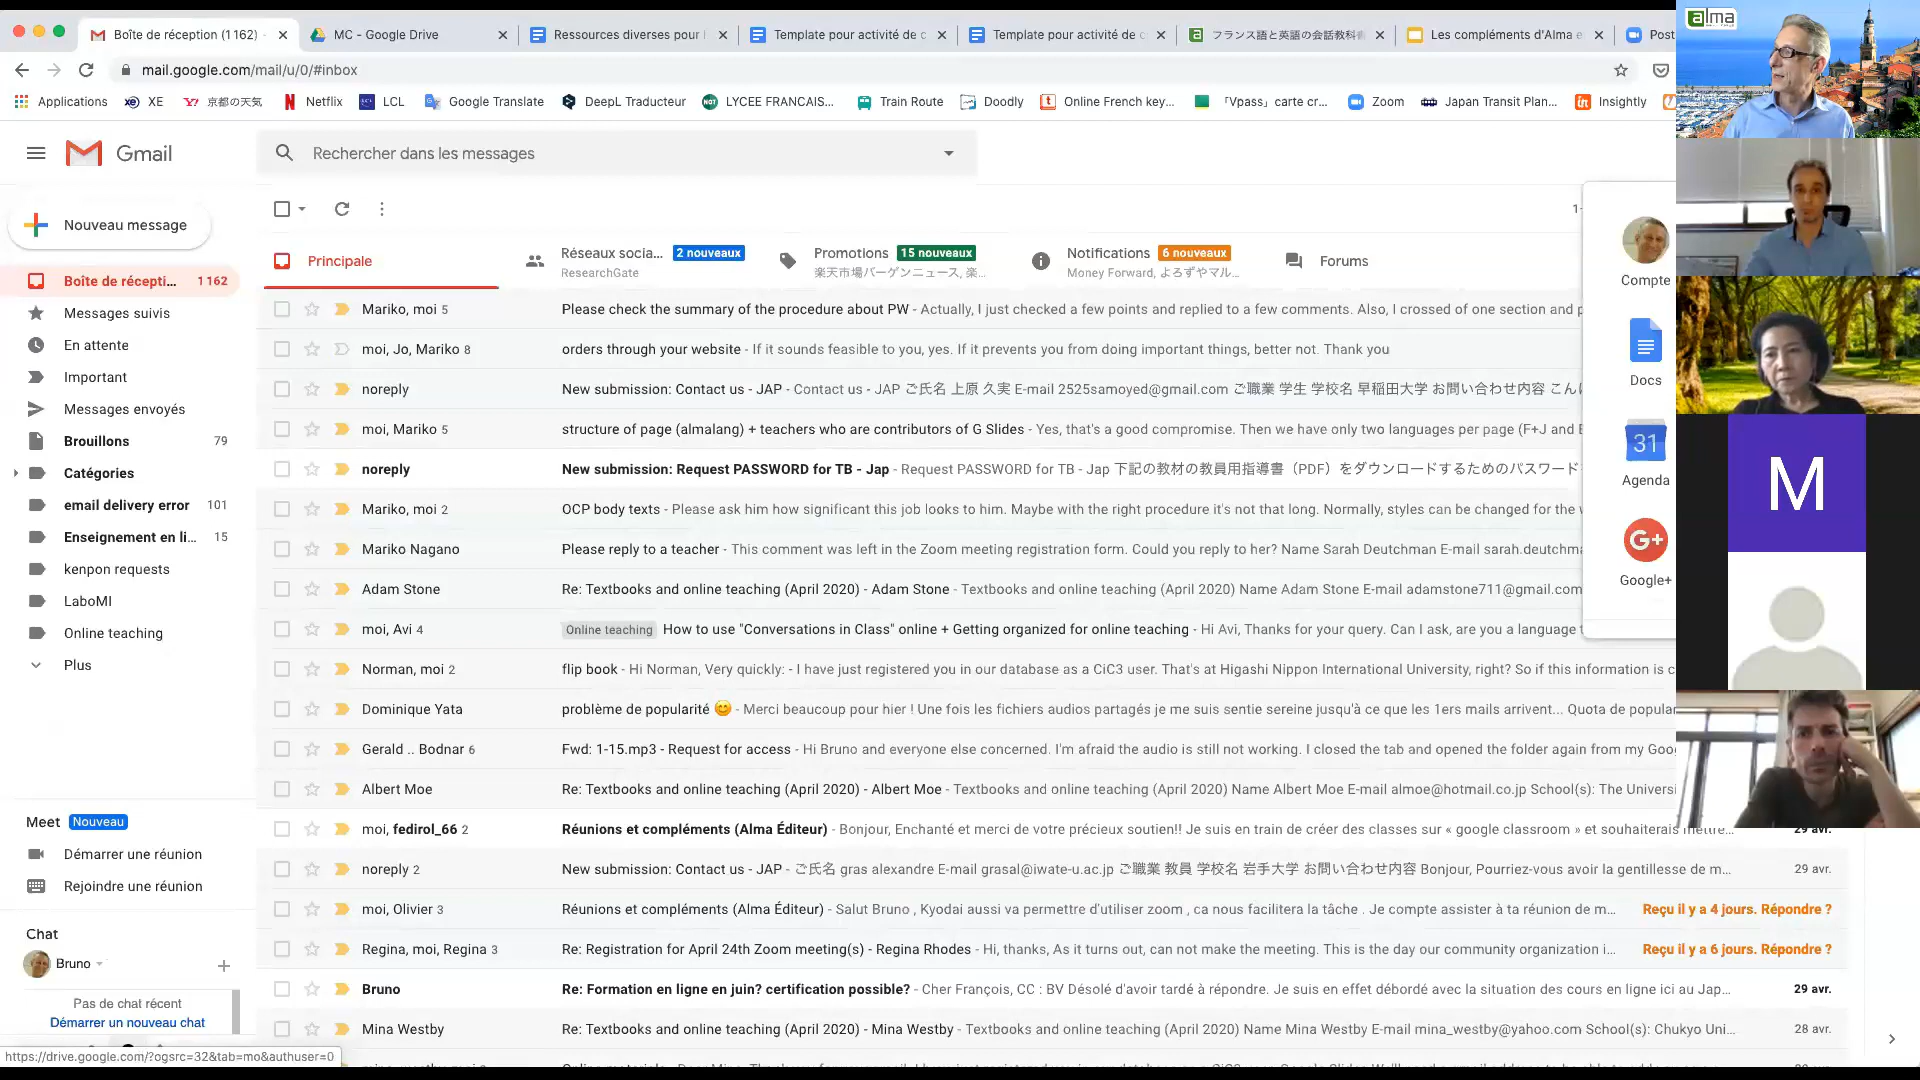 Boîte de réception (1 162)
MC - Google Drive
Ressources diverses pour
Template pour activité de c
Template pour activité de c
フランス語と英語の会話教科
Les compléments d'Alma e
Post
alma
mail.google.com/mail/u/0/#inbox
Applications XE 京都の天気 Netflix LCL Google Translate DeepL Traducteur LYCEE FRANCAIS... Train Route Doodly Online French key... 「Vpass」carte cr... Zoom Japan Transit Plan... Insightly
Gmail
Rechercher dans les messages
Nouveau message
Boîte de récepti... 1 162
Messages suivis
En attente
Important
Messages envoyés
Brouillons 79
Catégories
email delivery error 101
Enseignement en li... 15
kenpon requests
LaboMI
Online teaching
Plus
Meet Nouveau
Démarrer une réunion
Rejoindre une réunion
Chat
Bruno
Pas de chat récent
Démarrer un nouveau chat
https://drive.google.com/?ogsrc=32&tab=mo&authuser=0
1-
Principale
Réseaux socia... 2 nouveaux
ResearchGate
Promotions 15 nouveaux
楽天市場バーゲンニュース, 楽...
Notifications 6 nouveaux
Money Forward, よろずやマル...
Forums
Mariko, moi 5 Please check the summary of the procedure about PW - Actually, I just checked a few points and replied to a few comments. Also, I crossed of one section and p
moi, Jo, Mariko 8 orders through your website - If it sounds feasible to you, yes. If it prevents you from doing important things, better not. Thank you
noreply New submission: Contact us - JAP - Contact us - JAP ご氏名 上原 久実 E-mail 2525samoyed@gmail.com ご職業 学生 学校名 早稲田大学 お問い合わせ内容 こんに
moi, Mariko 5 structure of page (almalang) + teachers who are contributors of G Slides - Yes, that's a good compromise. Then we have only two languages per page (F+J and E
noreply New submission: Request PASSWORD for TB - Jap - Request PASSWORD for TB - Jap 下記の教材の教員用指導書（PDF）をダウンロードするためのパスワード
Mariko, moi 2 OCP body texts - Please ask him how significant this job looks to him. Maybe with the right procedure it's not that long. Normally, styles can be changed for the w
Mariko Nagano Please reply to a teacher - This comment was left in the Zoom meeting registration form. Could you reply to her? Name Sarah Deutchman E-mail sarah.deutchma
Adam Stone Re: Textbooks and online teaching (April 2020) - Adam Stone - Textbooks and online teaching (April 2020) Name Adam Stone E-mail adamstone711@gmail.com
moi, Avi 4 Online teaching How to use "Conversations in Class" online + Getting organized for online teaching - Hi Avi, Thanks for your query. Can I ask, are you a language t
Norman, moi 2 flip book - Hi Norman, Very quickly: - I have just registered you in our database as a CiC3 user. That's at Higashi Nippon International University, right? So if this information is c
Dominique Yata problème de popularité 😊 - Merci beaucoup pour hier ! Une fois les fichiers audios partagés je me suis sentie sereine jusqu'à ce que les 1ers mails arrivent... Quota de popular
Gerald .. Bodnar 6 Fwd: 1-15.mp3 - Request for access - Hi Bruno and everyone else concerned. I'm afraid the audio is still not working. I closed the tab and opened the folder again from my Goo
Albert Moe Re: Textbooks and online teaching (April 2020) - Albert Moe - Textbooks and online teaching (April 2020) Name Albert Moe E-mail almoe@hotmail.co.jp School(s): The Universi
moi, fedirol_66 2 Réunions et compléments (Alma Éditeur) - Bonjour, Enchanté et merci de votre précieux soutien!! Je suis en train de créer des classes sur « google classroom » et souhaiterais mettre... 29 avr.
noreply 2 New submission: Contact us - JAP - ご氏名 gras alexandre E-mail grasal@iwate-u.ac.jp ご職業 教員 学校名 岩手大学 お問い合わせ内容 Bonjour, Pourriez-vous avoir la gentillesse de m... 29 avr.
moi, Olivier 3 Réunions et compléments (Alma Éditeur) - Salut Bruno , Kyodai aussi va permettre d'utiliser zoom , ca nous facilitera la tâche . Je compte assister à ta réunion de m... Reçu il y a 4 jours. Répondre ?
Regina, moi, Regina 3 Re: Registration for April 24th Zoom meeting(s) - Regina Rhodes - Hi, thanks, As it turns out, can not make the meeting. This is the day our community organization i... Reçu il y a 6 jours. Répondre ?
Bruno Re: Formation en ligne en juin? certification possible? - Cher François, CC : BV Désolé d'avoir tardé à répondre. Je suis en effet débordé avec la situation des cours en ligne ici au Jap... 29 avr.
Mina Westby Re: Textbooks and online teaching (April 2020) - Mina Westby - Textbooks and online teaching (April 2020) Name Mina Westby E-mail mina_westby@yahoo.com School(s): Chukyo Uni... 28 avr.
Compte
Docs
31
Agenda
G+
Google+
M